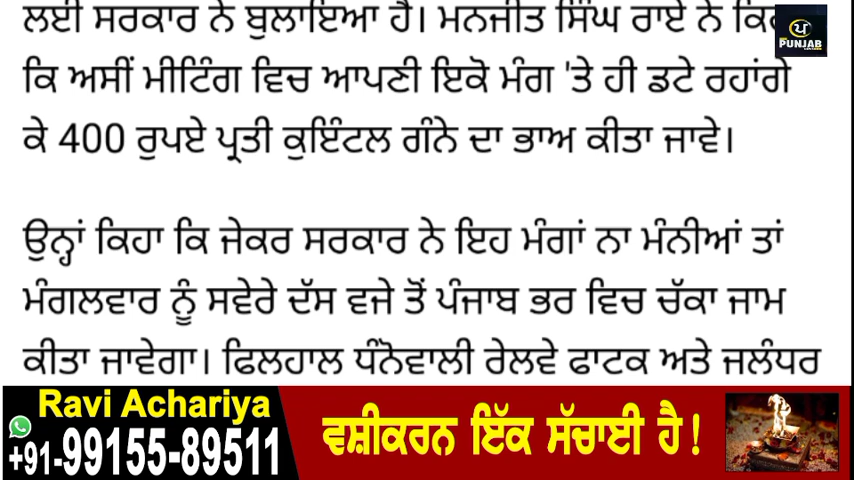 ਲਈ ਸਰਕਾਰ ਨੇ ਬੁਲਾਇਆ ਹੈ। ਮਨਜੀਤ ਸਿੰਘ ਰਾਏ ਨੇ
ਕਿ ਅਸੀਂ ਮੀਟਿੰਗ ਵਿਚ ਆਪਣੀ ਇਕੋ ਮੰਗ 'ਤੇ ਹੀ ਡਟੇ ਰਹਾਂਗੇ
ਕੇ 400 ਰੁਪਏ ਪ੍ਰਤੀ ਕੁਇੰਟਲ ਗੰਨੇ ਦਾ ਭਾਅ ਕੀਤਾ ਜਾਵੇ।
ਉਨ੍ਹਾਂ ਕਿਹਾ ਕਿ ਜੇਕਰ ਸਰਕਾਰ ਨੇ ਇਹ ਮੰਗਾਂ ਨਾ ਮੰਨੀਆਂ ਤਾਂ
ਮੰਗਲਵਾਰ ਨੂੰ ਸਵੇਰੇ ਦੱਸ ਵਜੇ ਤੋਂ ਪੰਜਾਬ ਭਰ ਵਿਚ ਚੱਕਾ ਜਾਮ
ਕੀਤਾ ਜਾਵੇਗਾ। ਫਿਲਹਾਲ ਧੰਨੋਵਾਲੀ ਰੇਲਵੇ ਫਾਟਕ ਅਤੇ ਜਲੰਧਰ
ਪ
PUNJAB
Ravi Achariya
+91-99155-89511
ਵਸ਼ੀਕਰਨ ਇੱਕ ਸੱਚਾਈ ਹੈ!